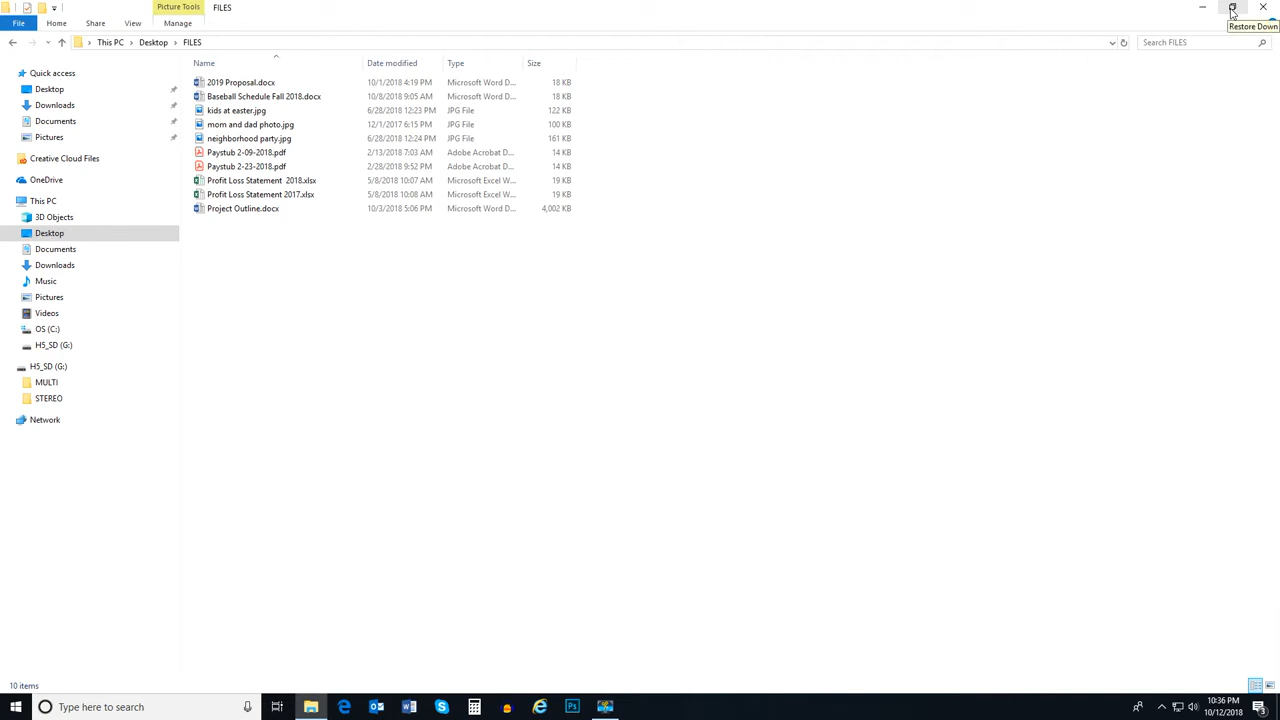 Picture Tools FILES
File Home Share View Manage
Restore Down
This PC Desktop FILES Search FILES
Name Date modified Type Size
Quick access
Desktop
Downloads
Documents
Pictures
Creative Cloud Files
OneDrive
This PC
3D Objects
Desktop
Documents
Downloads
Music
Pictures
Videos
OS (C:)
H5_SD (G:)
H5_SD (G:)
MULTI
STEREO
Network
2019 Proposal.docx 10/1/2018 4:19 PM Microsoft Word D... 18 KB
Baseball Schedule Fall 2018.docx 10/8/2018 9:05 AM Microsoft Word D... 18 KB
kids at easter.jpg 6/28/2018 12:23 PM JPG File 122 KB
mom and dad photo.jpg 12/1/2017 6:15 PM JPG File 100 KB
neighborhood party.jpg 6/28/2018 12:24 PM JPG File 161 KB
Paystub 2-09-2018.pdf 2/13/2018 7:03 AM Adobe Acrobat D... 14 KB
Paystub 2-23-2018.pdf 2/28/2018 9:52 PM Adobe Acrobat D... 14 KB
Profit Loss Statement  2018.xlsx 5/8/2018 10:07 AM Microsoft Excel W... 19 KB
Profit Loss Statement 2017.xlsx 5/8/2018 10:08 AM Microsoft Excel W... 19 KB
Project Outline.docx 10/3/2018 5:06 PM Microsoft Word D... 4,002 KB
10 items
Type here to search
10:36 PM
10/12/2018
3